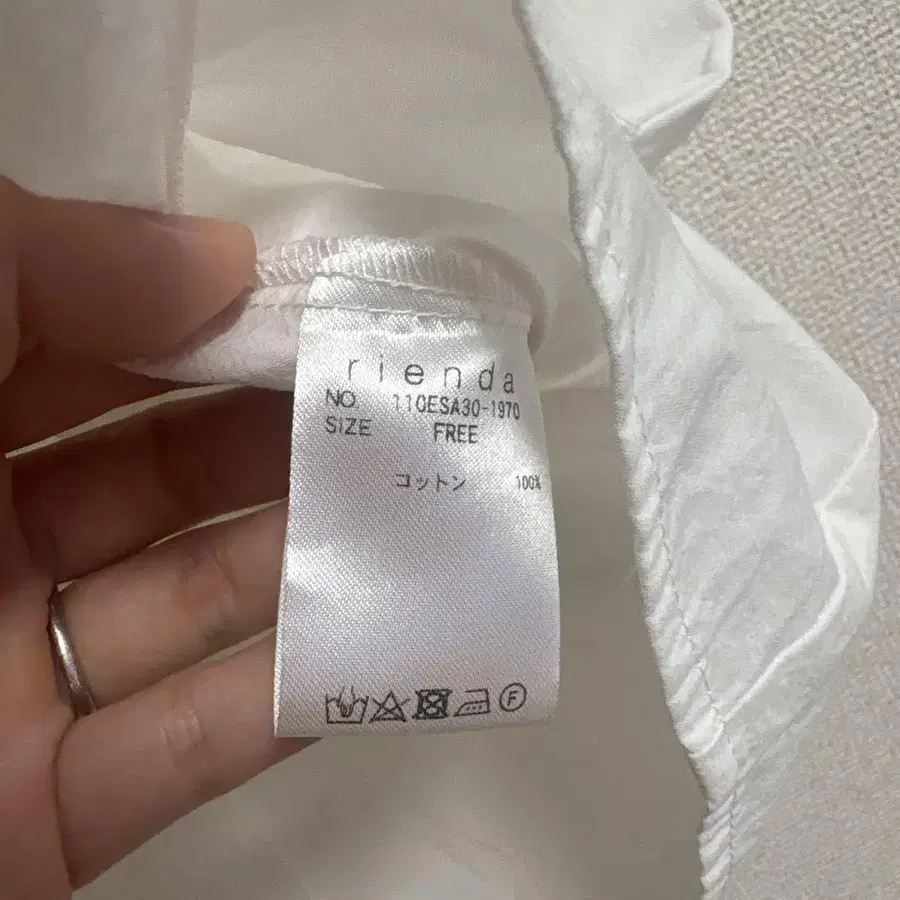 rienda
NO 110ESA30-1970
SIZE FREE
コットン 100%
F